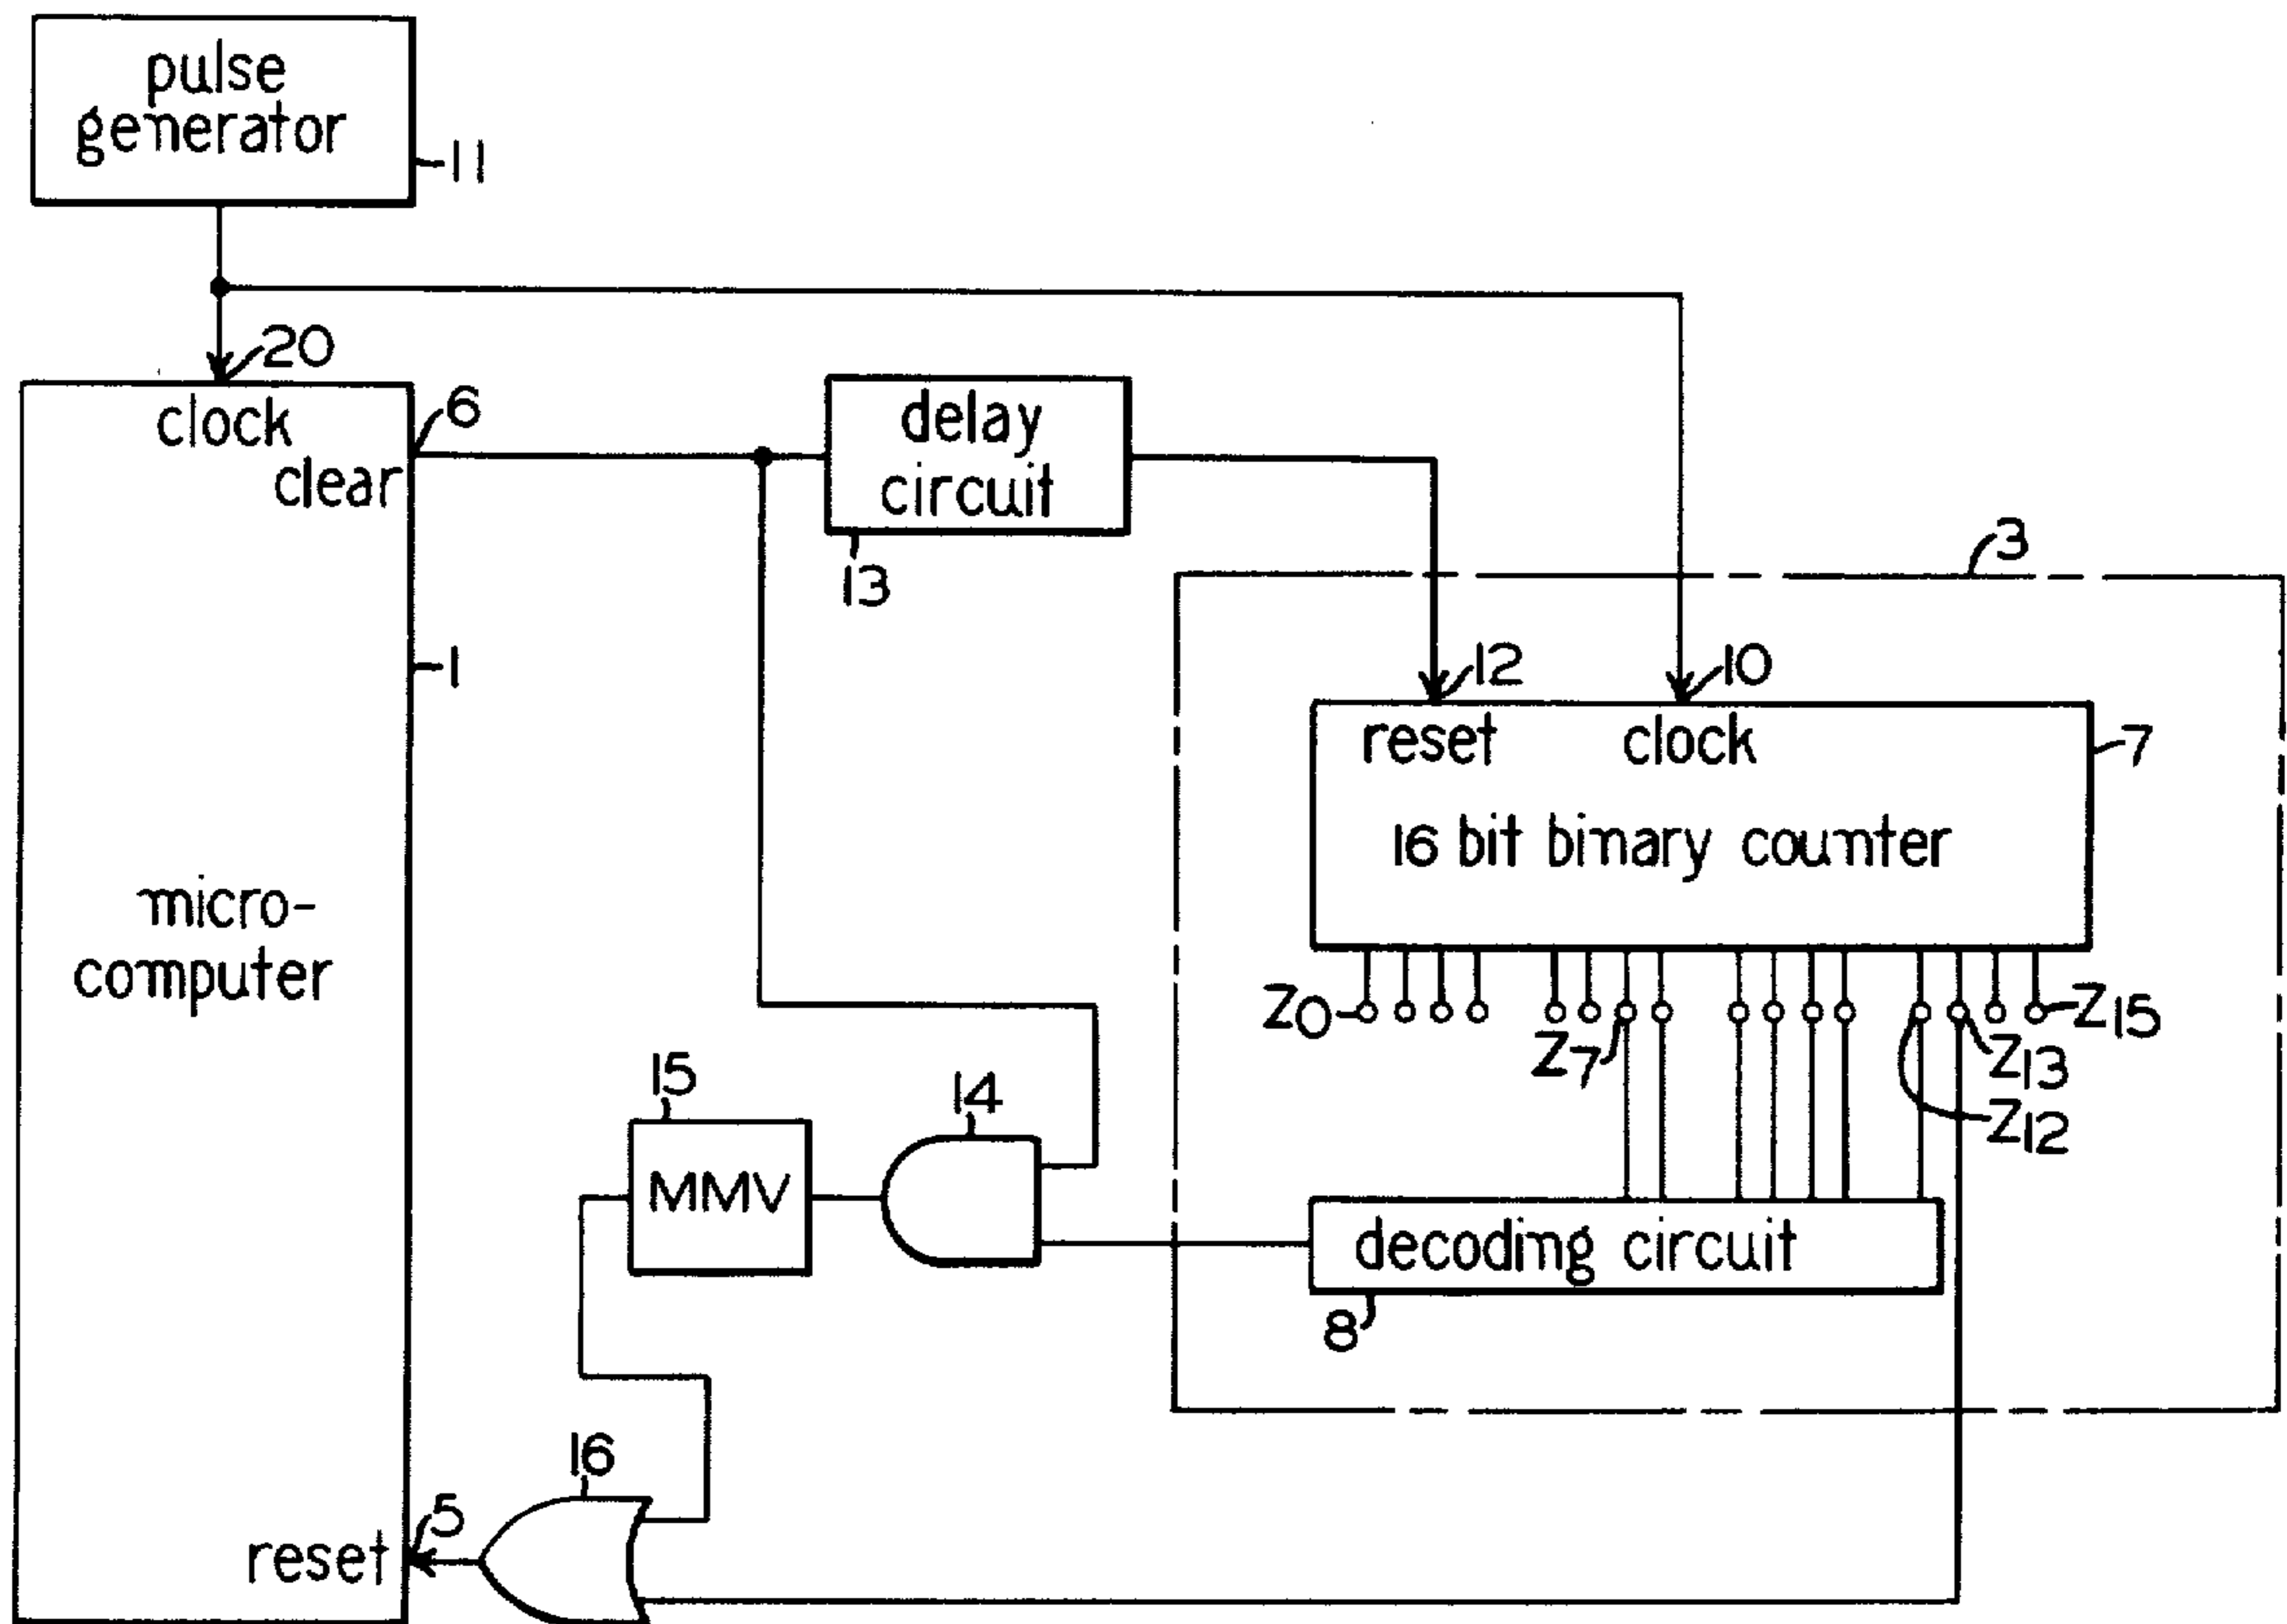 pulse
generator
11
20
clock
6
clear
delay
circuit
13
3
1
12
10
reset clock
7
16 bit binary counter
micro-
computer
Z0
Z7
Z15
Z13
Z12
15
14
MMV
decoding circuit
8
16
5
reset